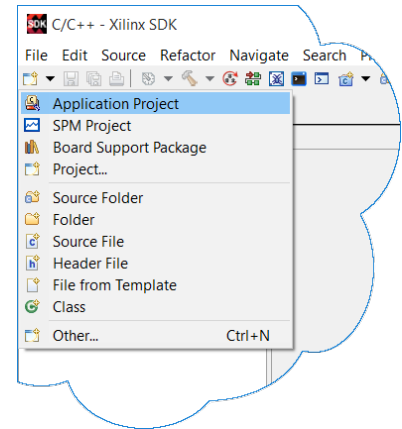 SDK C/C++ - Xilinx SDK
File Edit Source Refactor Navigate Search
Application Project
SPM Project
Board Support Package
Project...
Source Folder
Folder
Source File
Header File
File from Template
Class
Other... Ctrl+N